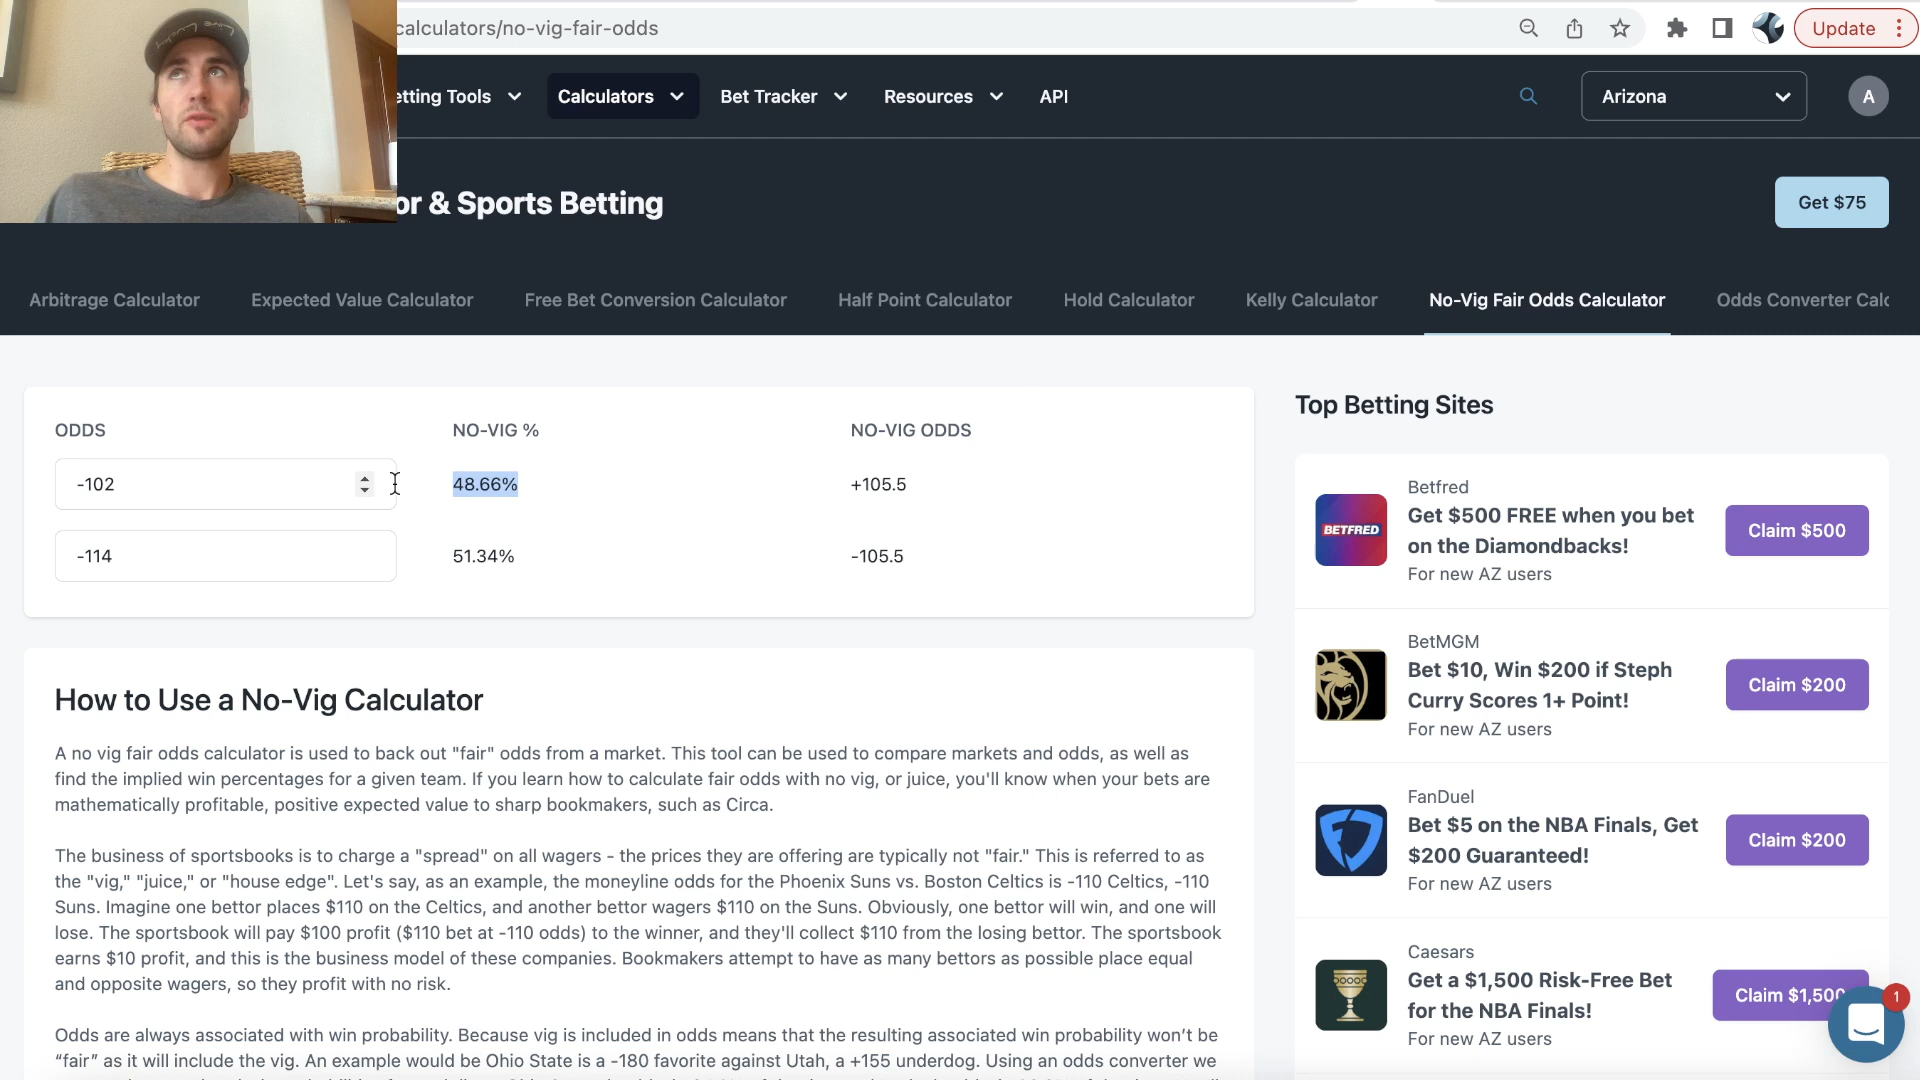 calculators/no-vig-fair-odds
Update
etting Tools
Calculators
Bet Tracker
Resources
API
Arizona
A
or & Sports Betting
Get $75
Arbitrage Calculator
Expected Value Calculator
Free Bet Conversion Calculator
Half Point Calculator
Hold Calculator
Kelly Calculator
No-Vig Fair Odds Calculator
Odds Converter Calc
ODDS
NO-VIG %
NO-VIG ODDS
-102
48.66%
+105.5
-114
51.34%
-105.5
How to Use a No-Vig Calculator
A no vig fair odds calculator is used to back out "fair" odds from a market. This tool can be used to compare markets and odds, as well as
find the implied win percentages for a given team. If you learn how to calculate fair odds with no vig, or juice, you'll know when your bets are
mathematically profitable, positive expected value to sharp bookmakers, such as Circa.
The business of sportsbooks is to charge a "spread" on all wagers - the prices they are offering are typically not "fair." This is referred to as
the "vig," "juice," or "house edge". Let's say, as an example, the moneyline odds for the Phoenix Suns vs. Boston Celtics is -110 Celtics, -110
Suns. Imagine one bettor places $110 on the Celtics, and another bettor wagers $110 on the Suns. Obviously, one bettor will win, and one will
lose. The sportsbook will pay $100 profit ($110 bet at -110 odds) to the winner, and they'll collect $110 from the losing bettor. The sportsbook
earns $10 profit, and this is the business model of these companies. Bookmakers attempt to have as many bettors as possible place equal
and opposite wagers, so they profit with no risk.
Odds are always associated with win probability. Because vig is included in odds means that the resulting associated win probability won't be
“fair” as it will include the vig. An example would be Ohio State is a -180 favorite against Utah, a +155 underdog. Using an odds converter we
Top Betting Sites
BETFRED
Betfred
Get $500 FREE when you bet
on the Diamondbacks!
For new AZ users
Claim $500
BetMGM
Bet $10, Win $200 if Steph
Curry Scores 1+ Point!
For new AZ users
Claim $200
FanDuel
Bet $5 on the NBA Finals, Get
$200 Guaranteed!
For new AZ users
Claim $200
Caesars
Get a $1,500 Risk-Free Bet
for the NBA Finals!
For new AZ users
Claim $1,500
1